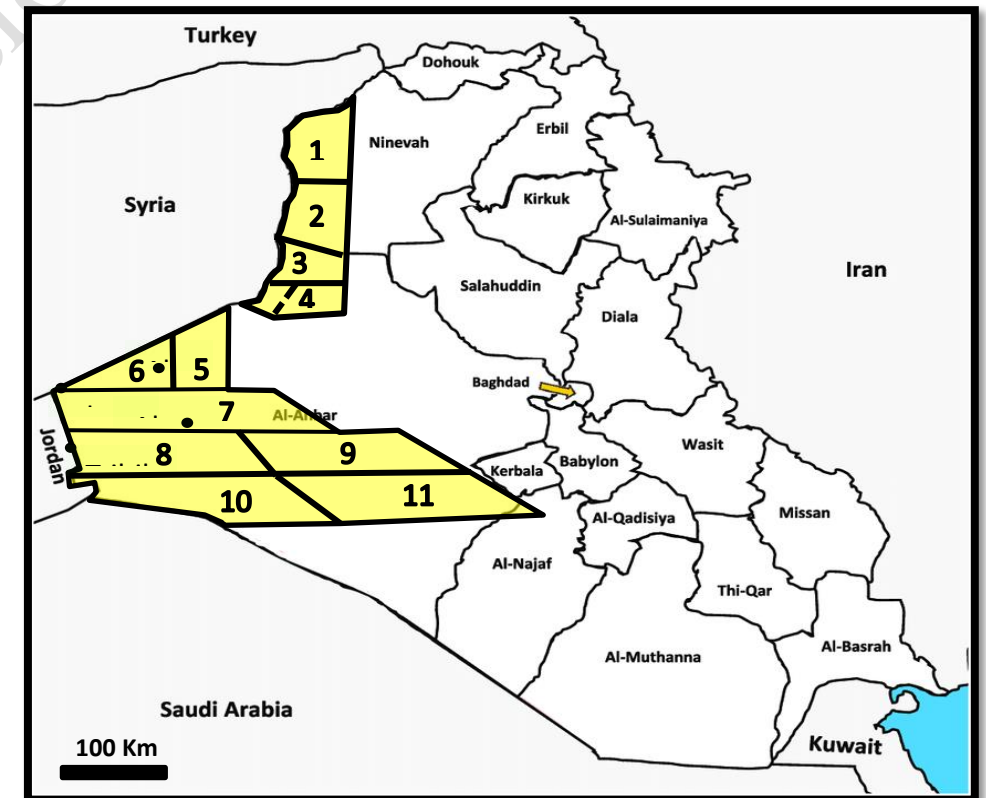 Turkey
Dohouk
Erbil
Ninevah
1
Kirkuk
Syria
2
Al-Sulaimaniya
3
Iran
Salahuddin
4
Diala
6
5
Baghdad
7
Al-Anbar
Jordan
8
9
Wasit
Kerbala
Babylon
10
11
Al-Qadisiya
Missan
Al-Najaf
Thi-Qar
Al-Muthanna
Al-Basrah
Saudi Arabia
Kuwait
100 Km